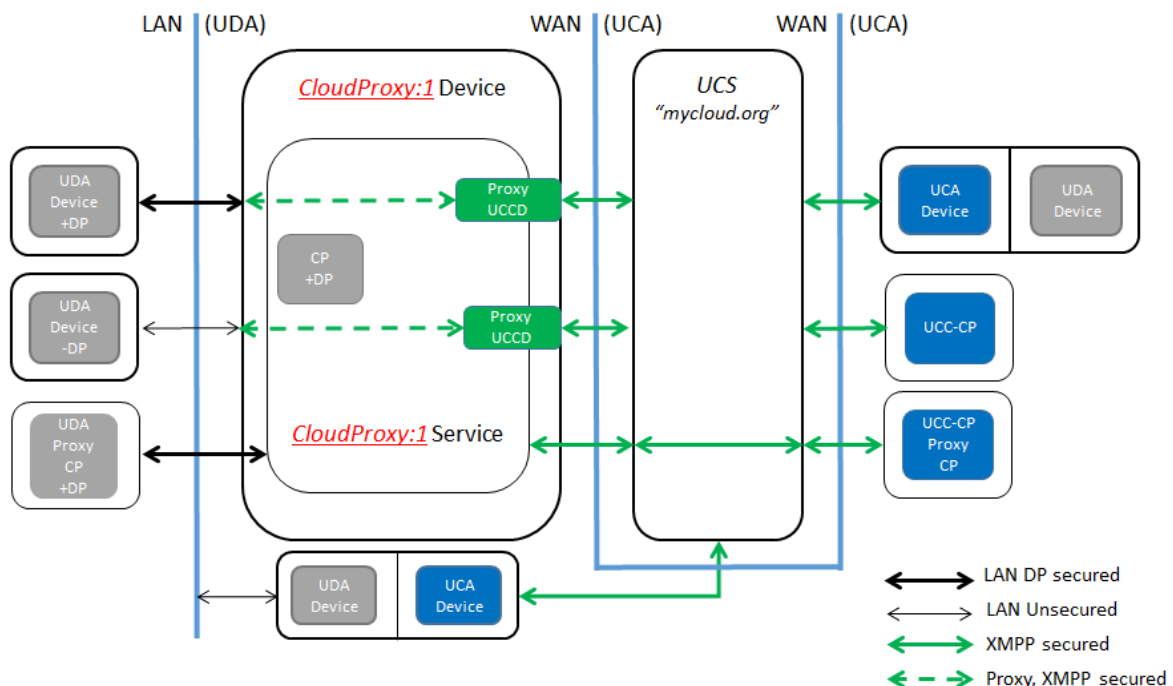 LAN (UDA) WAN (UCA) WAN (UCA)
CloudProxy:1 Device
UCS
"mycloud.org"
UDA
Device
+DP
Proxy
UCCD
UCA
Device
UDA
Device
CP
+DP
UDA
Device
-DP
Proxy
UCCD
UCC-CP
UDA
Proxy
CP
+DP
CloudProxy:1 Service
UCC-CP
Proxy
CP
UDA
Device
UCA
Device
LAN DP secured
LAN Unsecured
XMPP secured
Proxy, XMPP secured